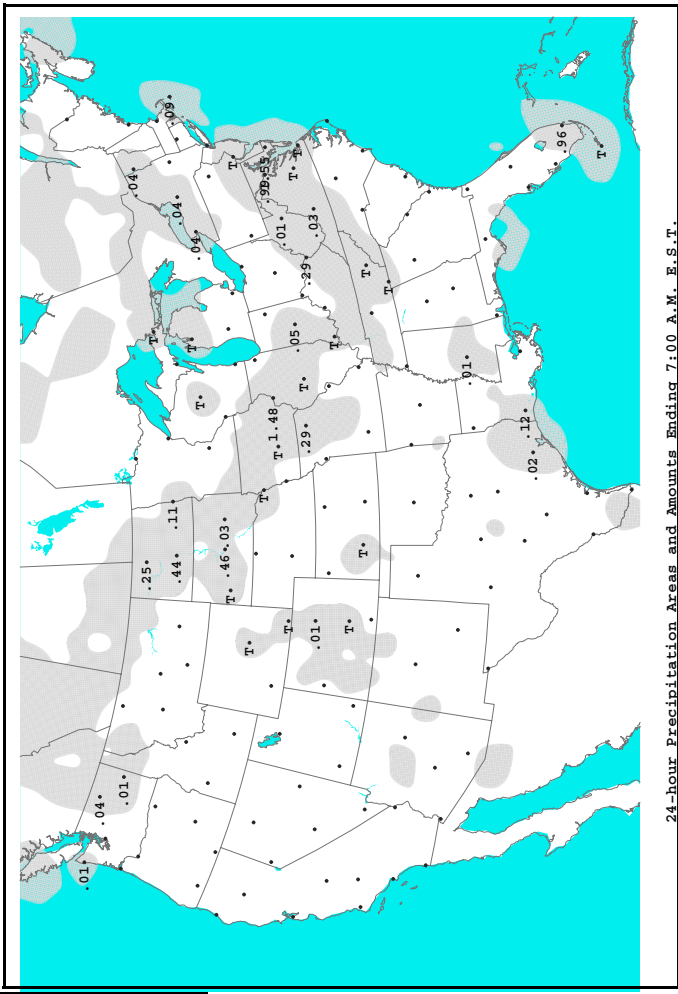 .01
.04
.01
.04
.25
T
.09
.11
.44
.04
T
.04
T
.46
.03
T
T
T
T
.55
1.48
T
.01
T
.05
T
T
T
.29
.29
.01
.03
T
T
T
T
T
.01
.12
.02
.96
T
24-hour Precipitation Areas and Amounts Ending 7:00 A.M. E.S.T.